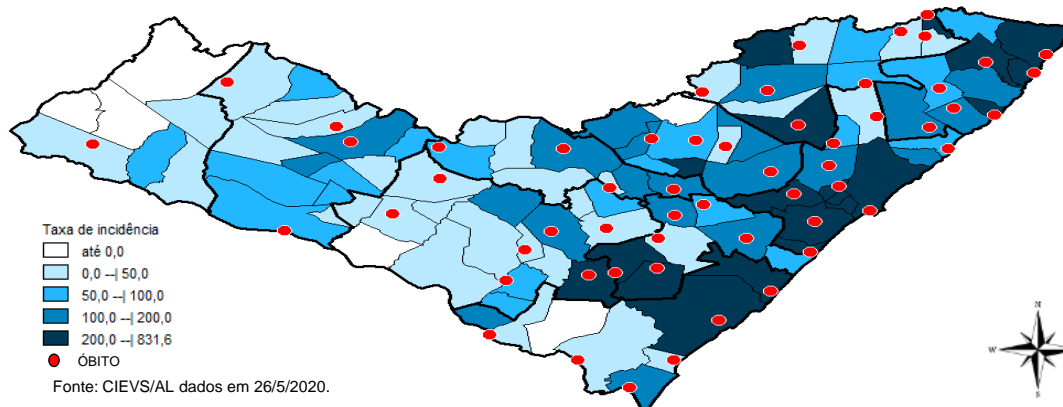 Taxa de incidência
até 0,0
0,0 --| 50,0
50,0 --| 100,0
100,0 --| 200,0
200,0 --| 831,6
ÓBITO
Fonte: CIEVS/AL dados em 26/5/2020.
N
W
E
S